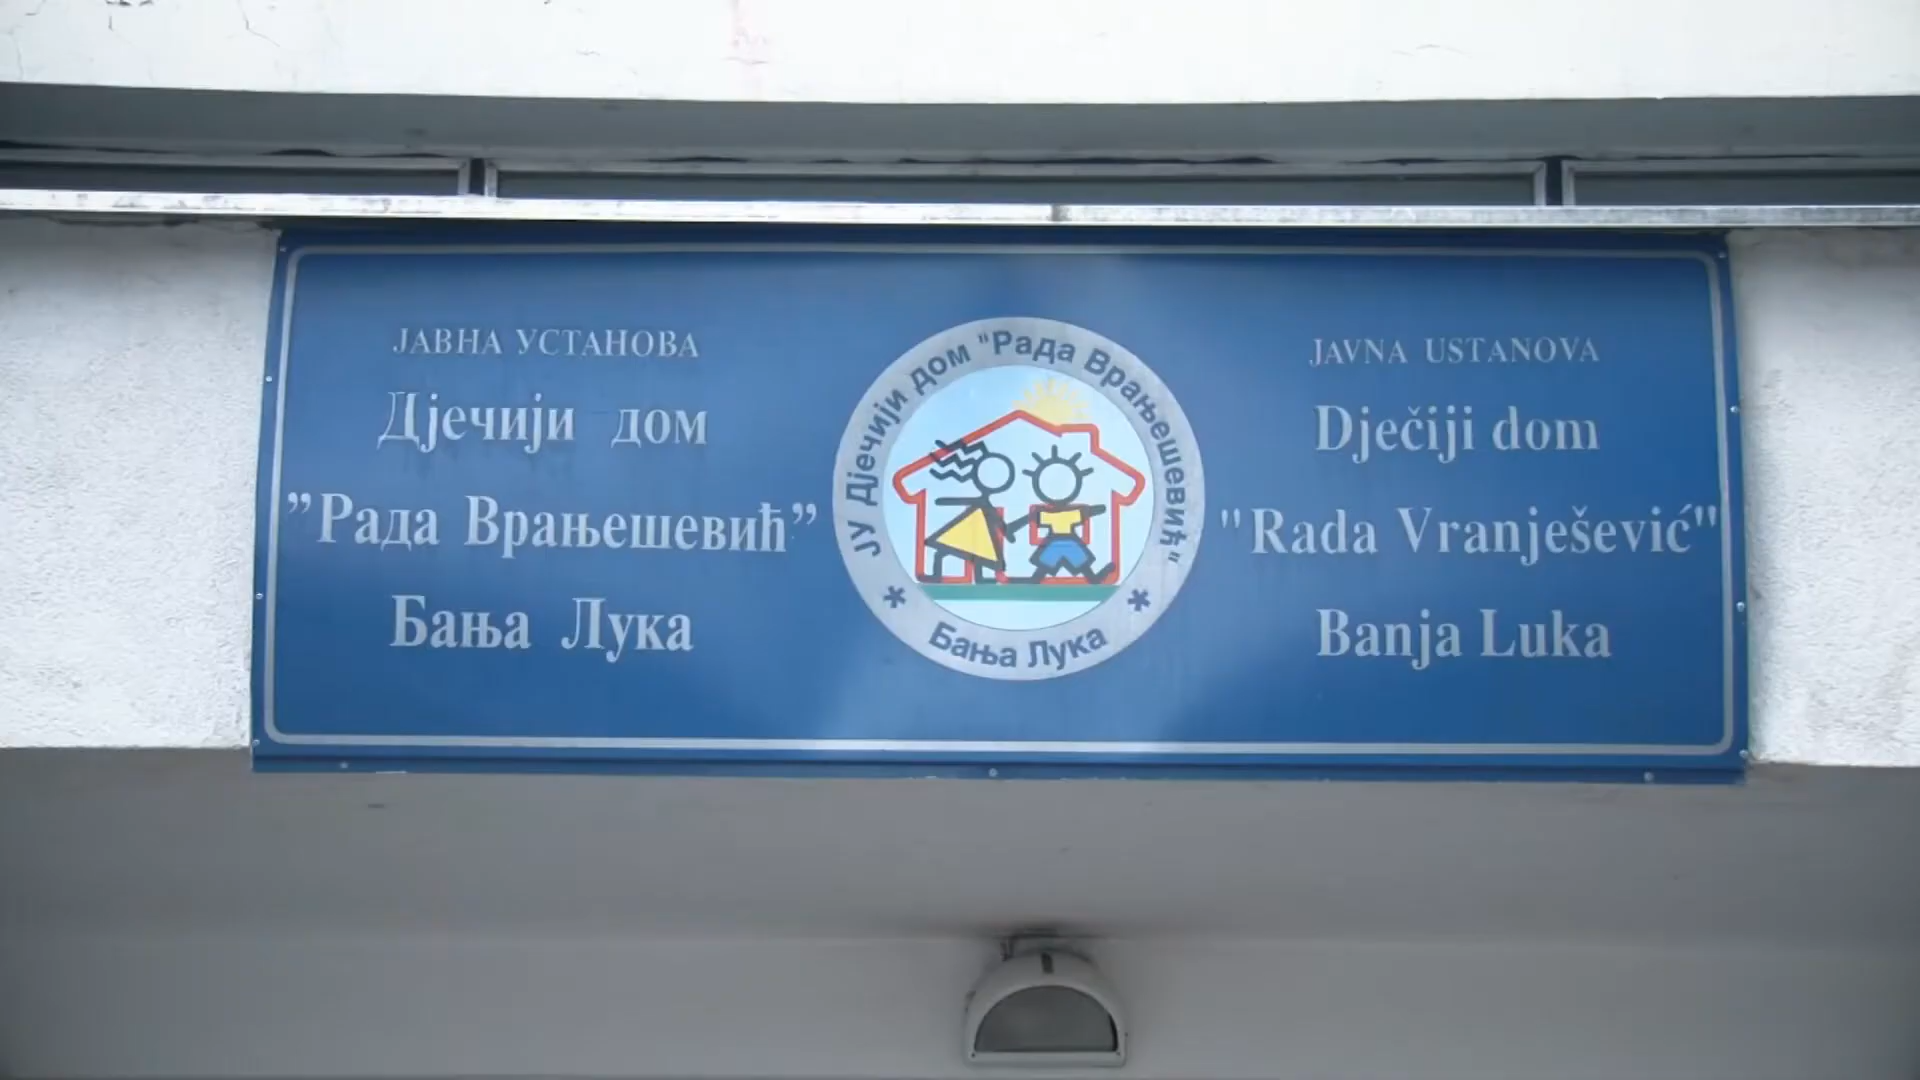 ЈАВНА УСТАНОВА
Дјечији дом
”Рада Врањешевић”
Бања Лука
ЈУ Дјечији дом "Рада Врањешевић"
* Бања Лука *
JAVNA USTANOVA
Dječiji dom
"Rada Vranješević"
Banja Luka